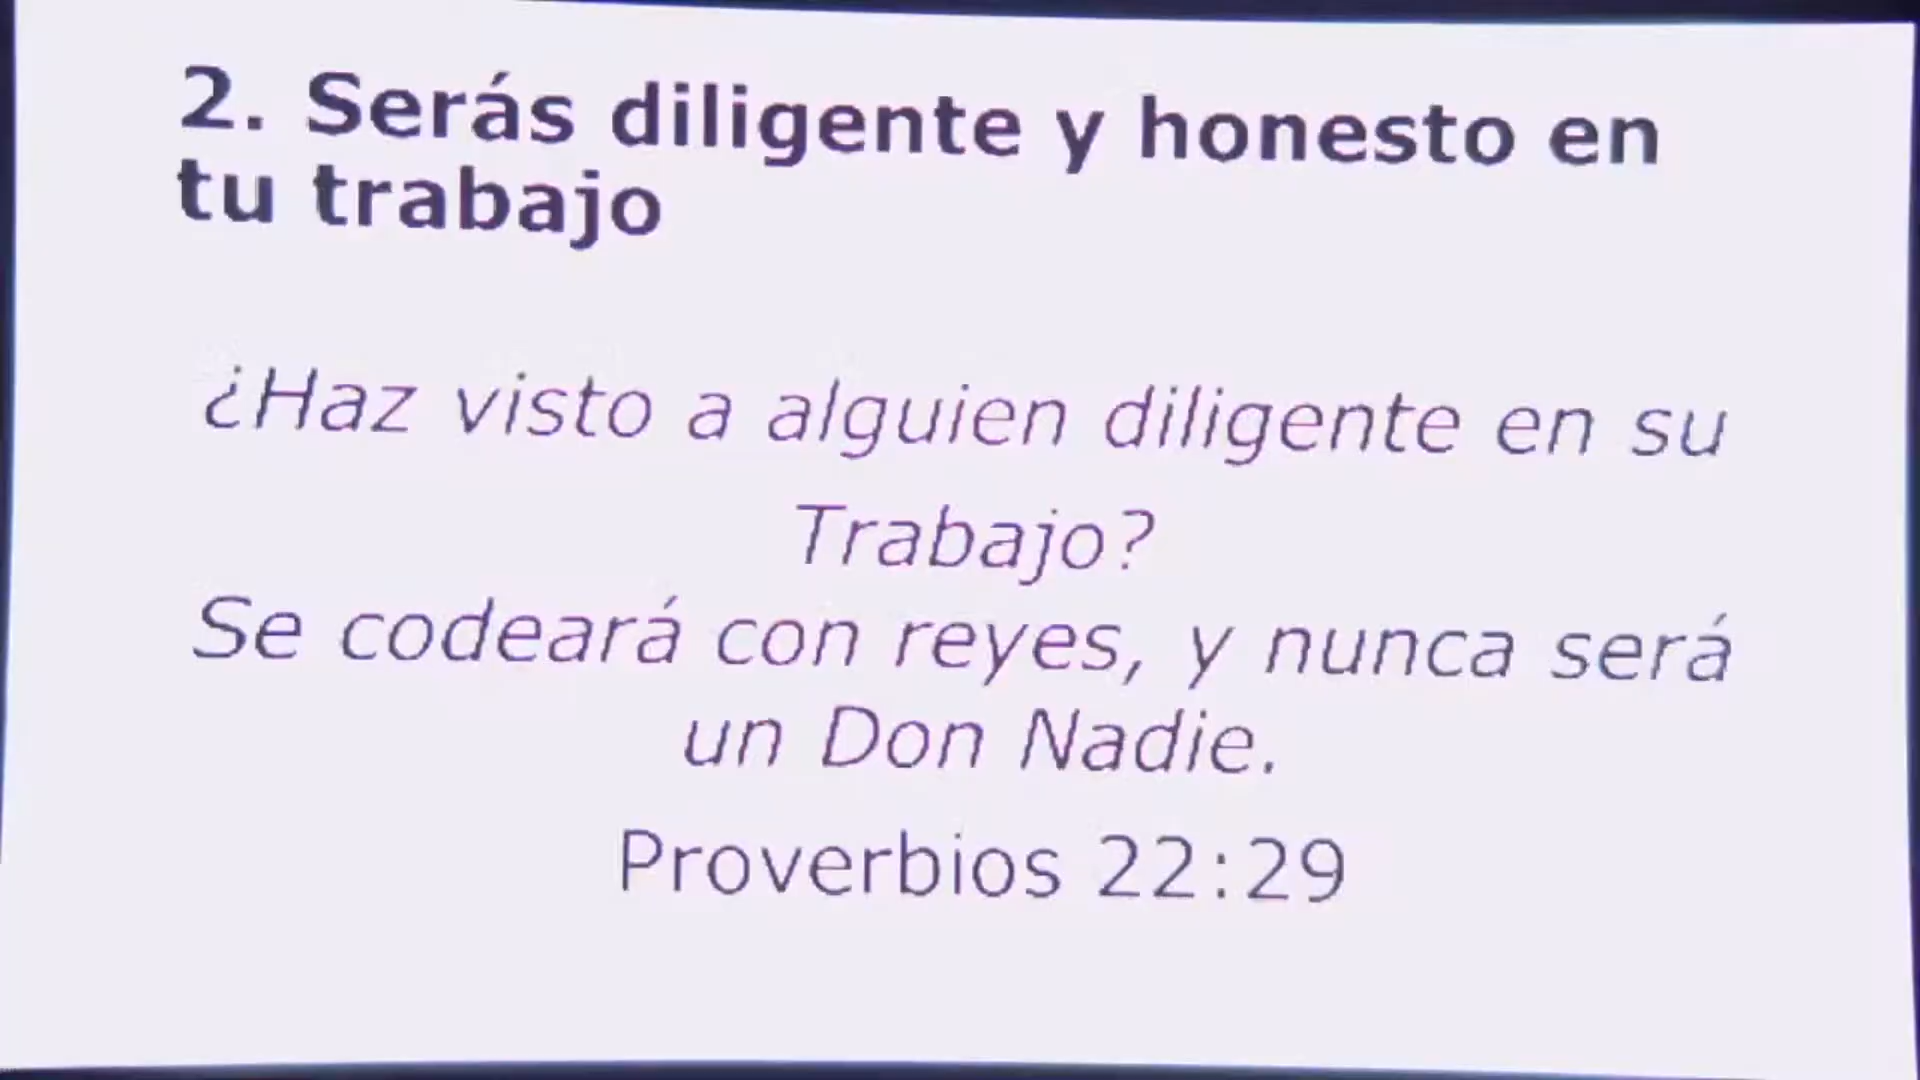 2. Serás diligente y honesto en
tu trabajo
¿Haz visto a alguien diligente en su
Trabajo?
Se codeará con reyes, y nunca será
un Don Nadie.
Proverbios 22:29